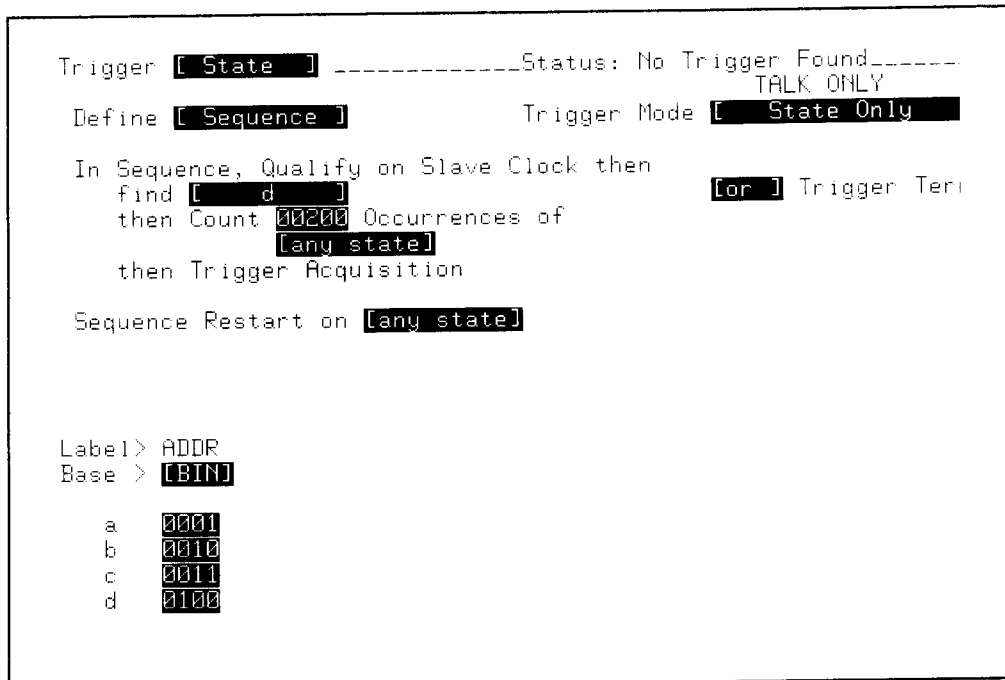 Trigger [ State ] _____________Status: No Trigger Found______
TALK ONLY
Define [ Sequence ] Trigger Mode [ State Only
In Sequence, Qualify on Slave Clock then
find [ d ] [or ] Trigger
then Count 00200 Occurrences of
[any state]
then Trigger Acquisition
Sequence Restart on [any state]
Label> ADDR
Base > [BIN]
a 0001
b 0010
c 0011
d 0100